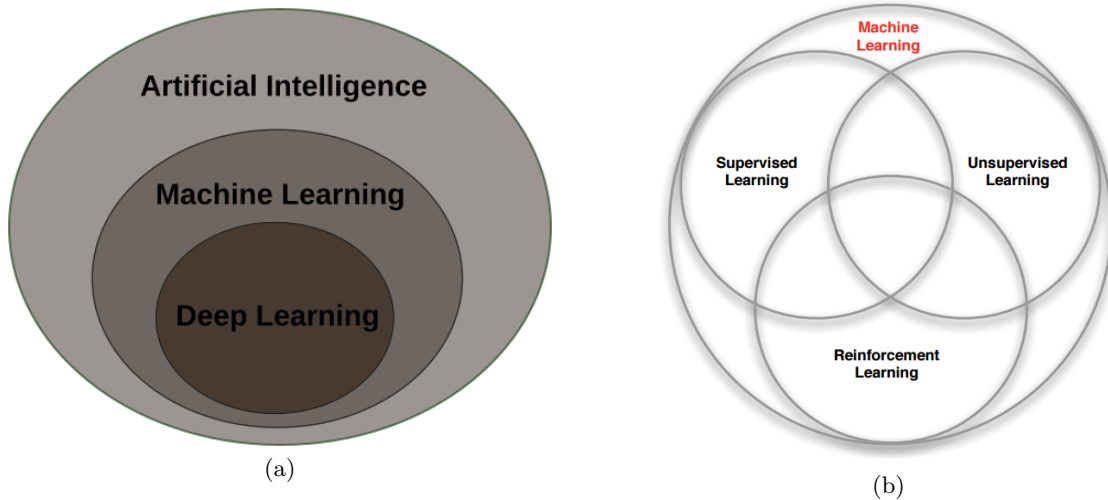 Artificial Intelligence
Machine Learning
Deep Learning
(a)
Machine
Learning
Supervised
Learning
Unsupervised
Learning
Reinforcement
Learning
(b)